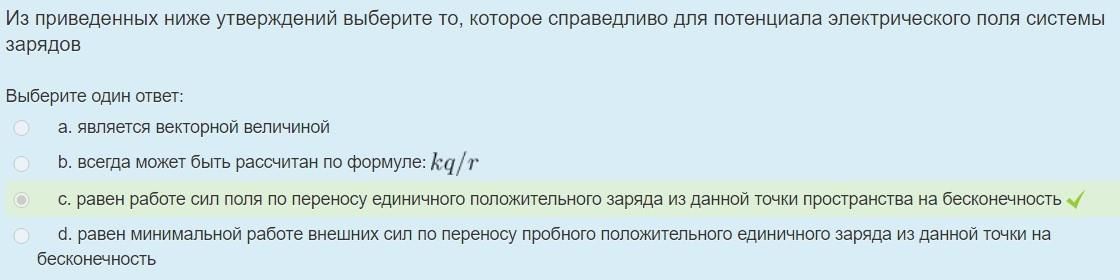 Из приведенных ниже утверждений выберите то, которое справедливо для потенциала электрического поля системы
зарядов
Выберите один ответ:
a. является векторной величиной
b. всегда может быть рассчитан по формуле: kq/r
c. равен работе сил поля по переносу единичного положительного заряда из данной точки пространства на бесконечность
d. равен минимальной работе внешних сил по переносу пробного положительного единичного заряда из данной точки на
бесконечность